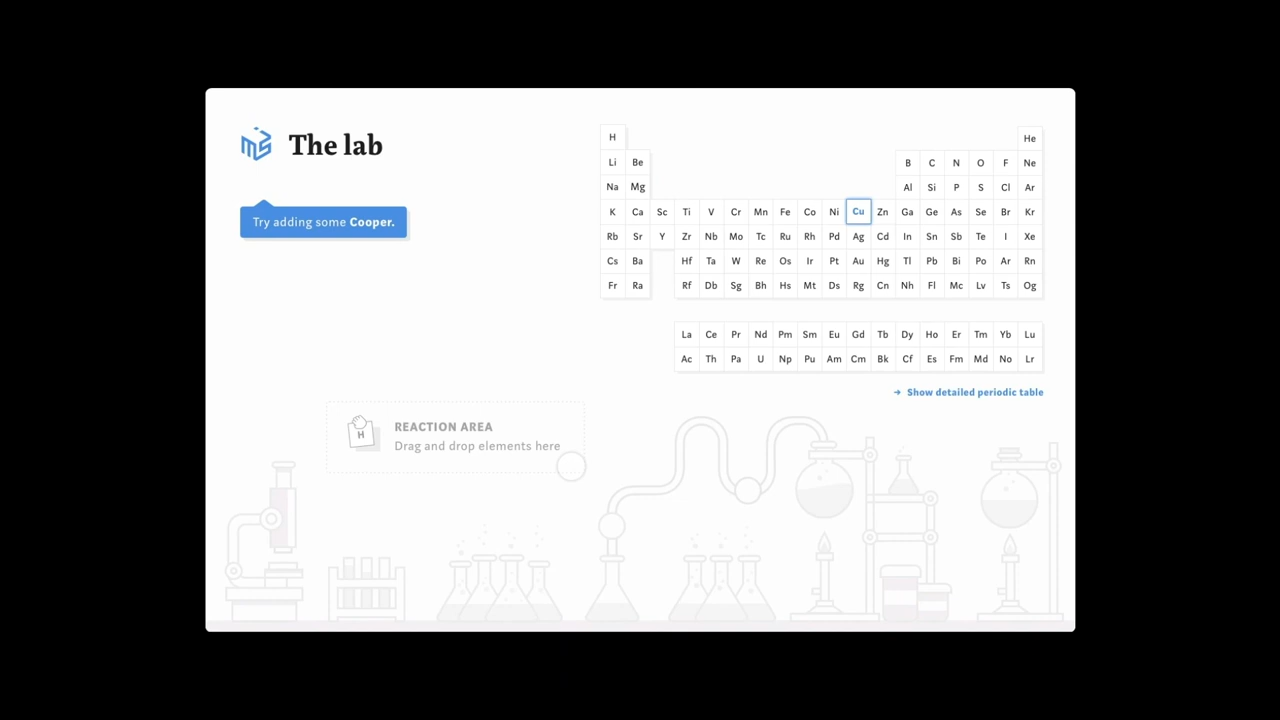 The lab
Try adding some Cooper.
H He
Li Be B C N O F Ne
Na Mg Al Si P S Cl Ar
K Ca Sc Ti V Cr Mn Fe Co Ni Cu Zn Ga Ge As Se Br Kr
Rb Sr Y Zr Nb Mo Tc Ru Rh Pd Ag Cd In Sn Sb Te I Xe
Cs Ba Hf Ta W Re Os Ir Pt Au Hg Tl Pb Bi Po Ar Rn
Fr Ra Rf Db Sg Bh Hs Mt Ds Rg Cn Nh Fl Mc Lv Ts Og
La Ce Pr Nd Pm Sm Eu Gd Tb Dy Ho Er Tm Yb Lu
Ac Th Pa U Np Pu Am Cm Bk Cf Es Fm Md No Lr
→ Show detailed periodic table
H
REACTION AREA
Drag and drop elements here